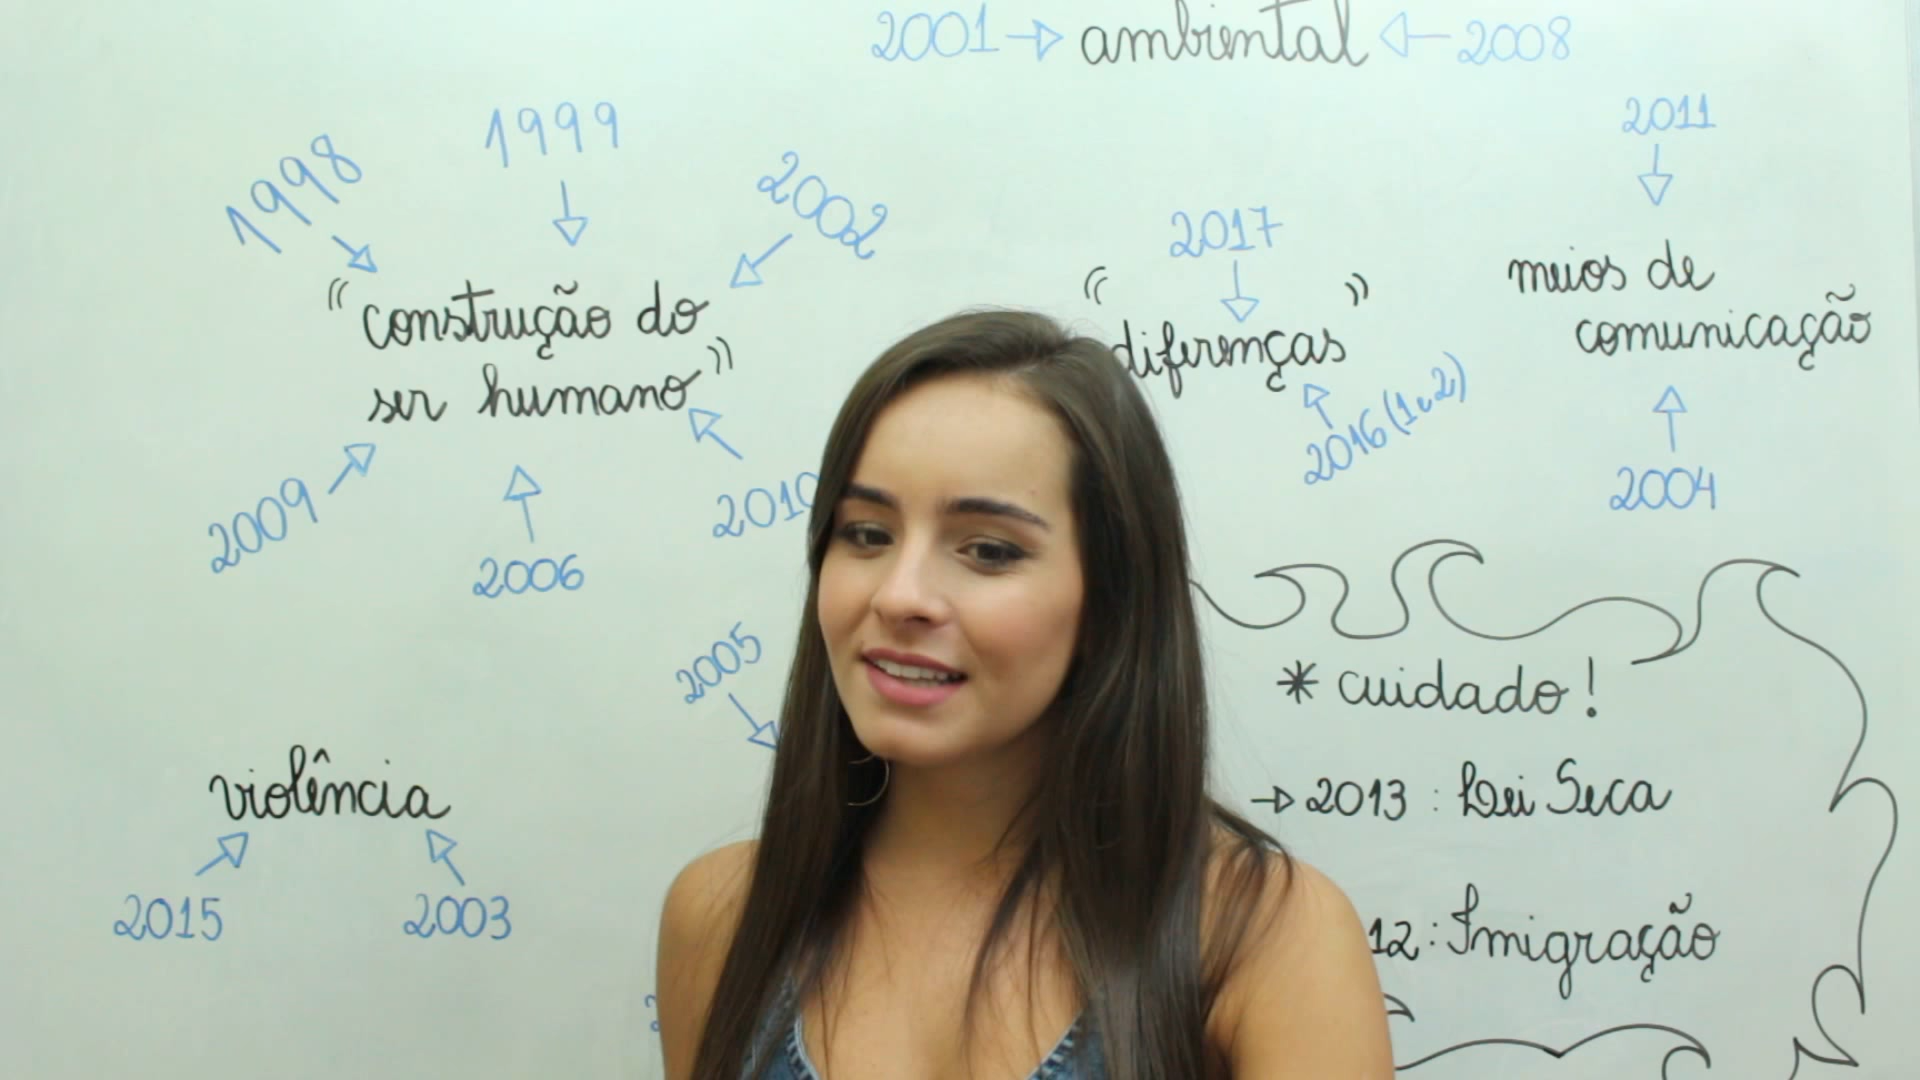 2001 → ambiental ← 2008
2011
1998
1999
2002
2017
meios de
comunicação
"construção do
ser humano"
"diferenças"
2016 (1 e 2)
2004
2009
2006
2010
2005
* cuidado!
→ 2013 : Lei Seca
violência
2015
2003
12 : Imigração